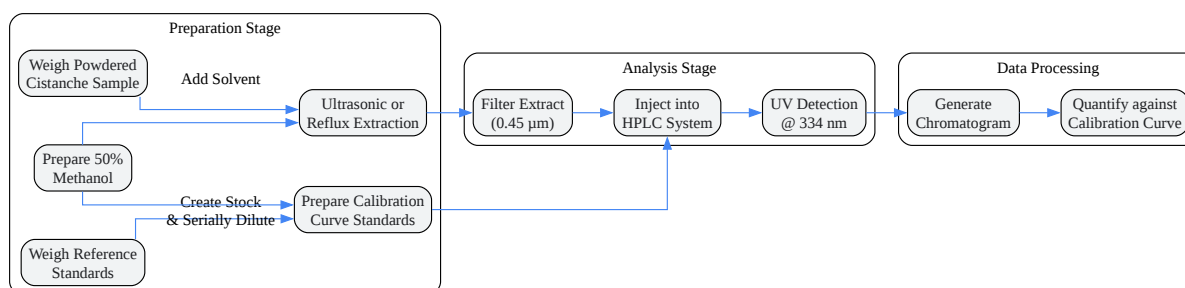 Preparation Stage
Weigh Powdered
Cistanche Sample
Add Solvent
Ultrasonic or
Reflux Extraction
Prepare 50%
Methanol
Create Stock
& Serially Dilute
Prepare Calibration
Curve Standards
Weigh Reference
Standards
Analysis Stage
Filter Extract
(0.45 µm)
Inject into
HPLC System
UV Detection
@ 334 nm
Data Processing
Generate
Chromatogram
Quantify against
Calibration Curve